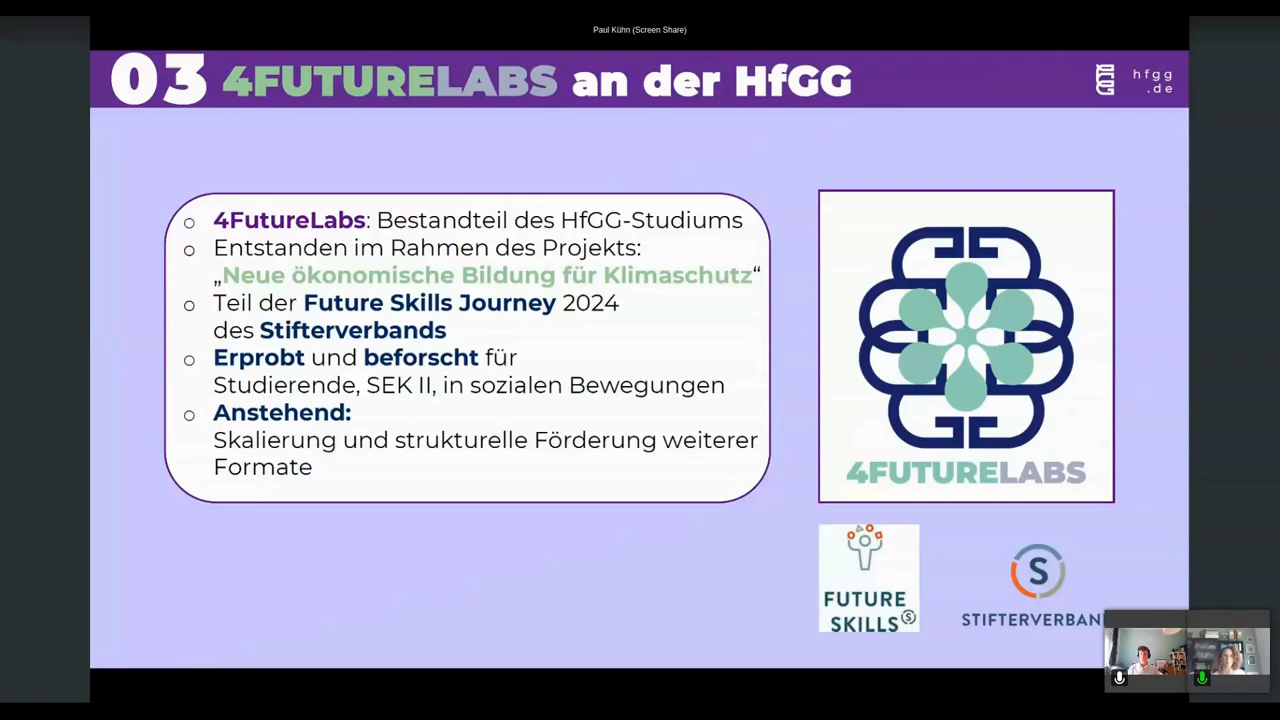 Paul Kühn (Screen Share)
03 4FUTURELABS an der HfGG
hfgg
.de
4FutureLabs: Bestandteil des HfGG-Studiums
Entstanden im Rahmen des Projekts:
„Neue ökonomische Bildung für Klimaschutz“
Teil der Future Skills Journey 2024
des Stifterverbands
Erprobt und beforscht für
Studierende, SEK II, in sozialen Bewegungen
Anstehend:
Skalierung und strukturelle Förderung weiterer
Formate
4FUTURELABS
FUTURE
SKILLS S
S
STIFTERVERBAN